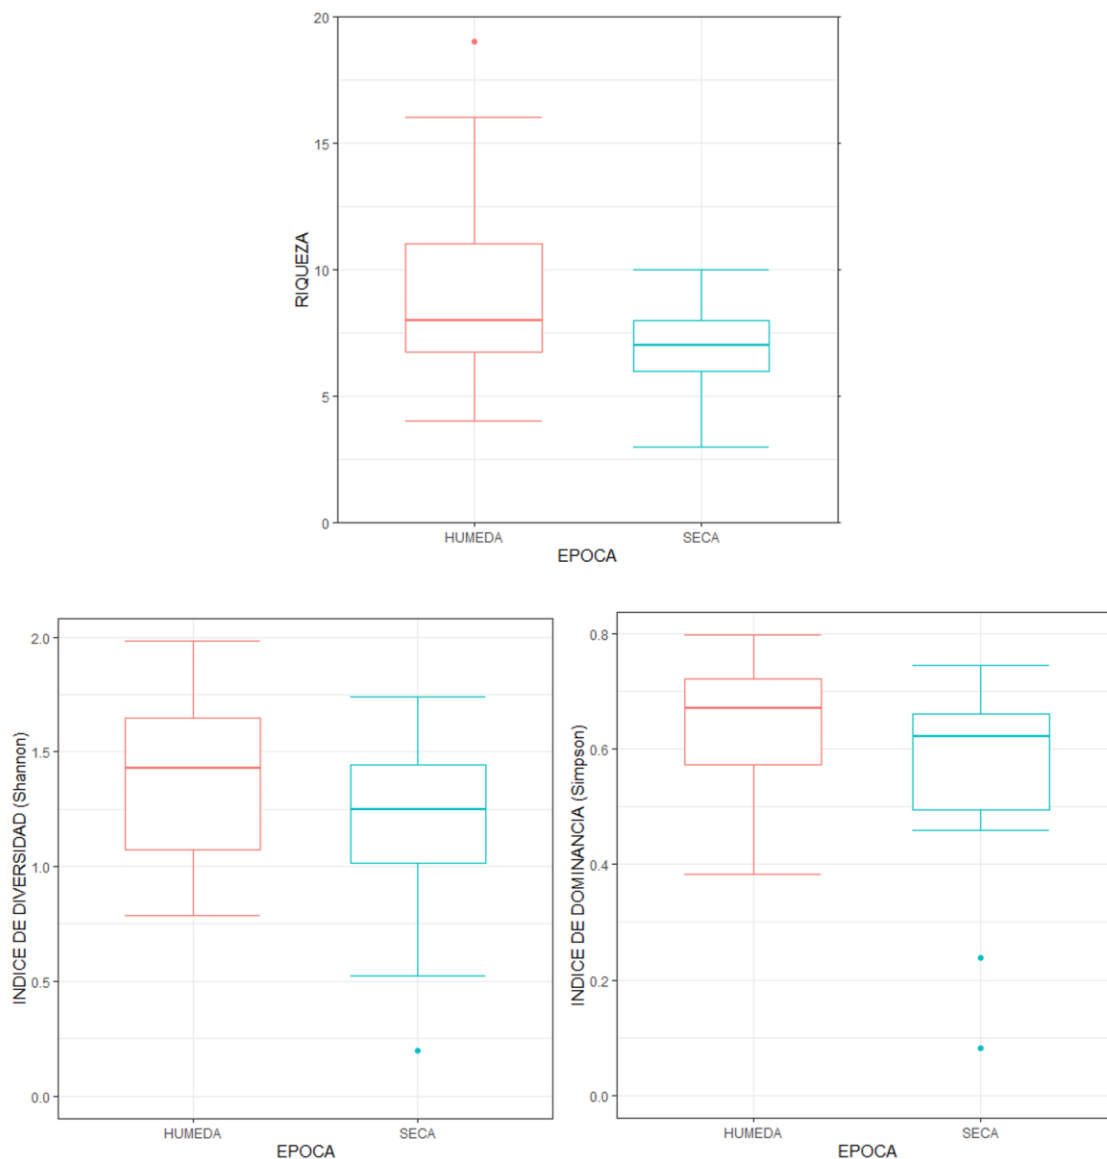 20
15
10
5
0
RIQUEZA
HUMEDA SECA
EPOCA
2.0
1.5
1.0
0.5
0.0
INDICE DE DIVERSIDAD (Shannon)
HUMEDA SECA
EPOCA
0.8
0.6
0.4
0.2
0.0
INDICE DE DOMINANCIA (Simpson)
HUMEDA SECA
EPOCA